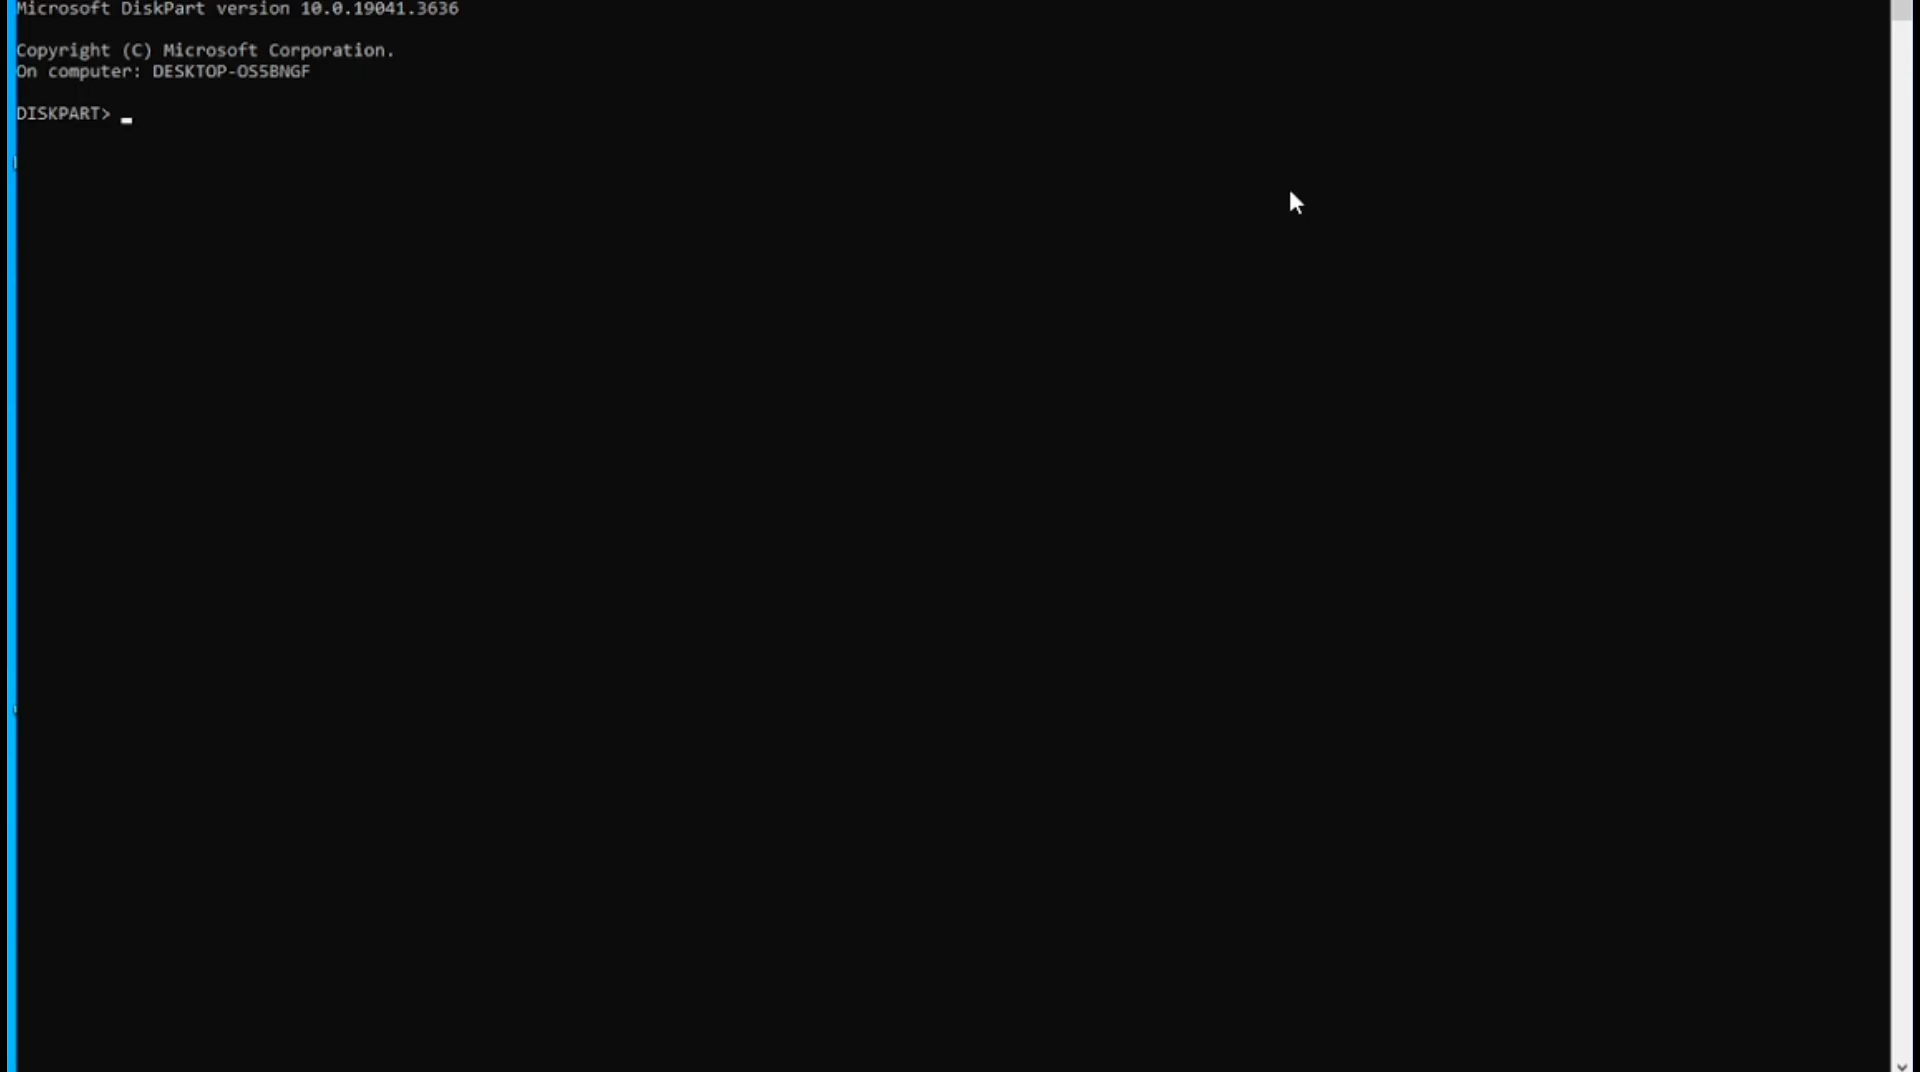 Microsoft DiskPart version 10.0.19041.3636
Copyright (C) Microsoft Corporation.
On computer: DESKTOP-OS5BNGF
DISKPART>